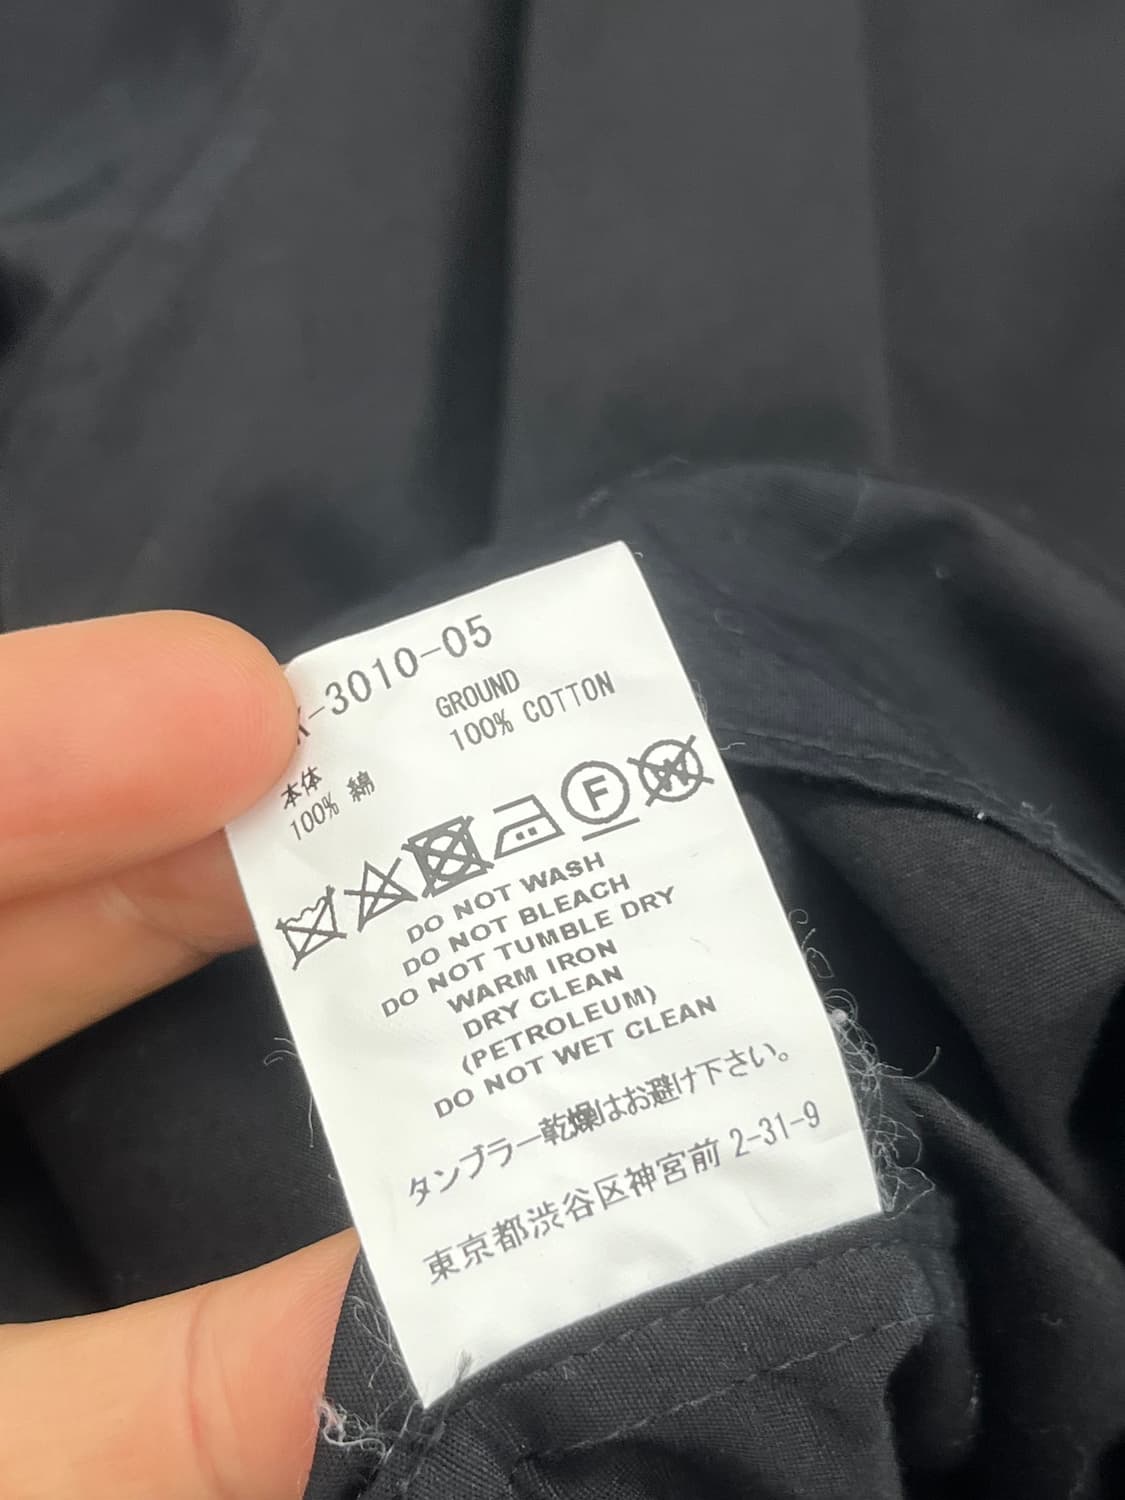 -3010-05
GROUND
100% COTTON
本体
100% 綿
F
W
DO NOT WASH
DO NOT BLEACH
DO NOT TUMBLE DRY
WARM IRON
DRY CLEAN
(PETROLEUM)
DO NOT WET CLEAN
タンブラー乾燥はお避け下さい。
東京都渋谷区神宮前 2-31-9